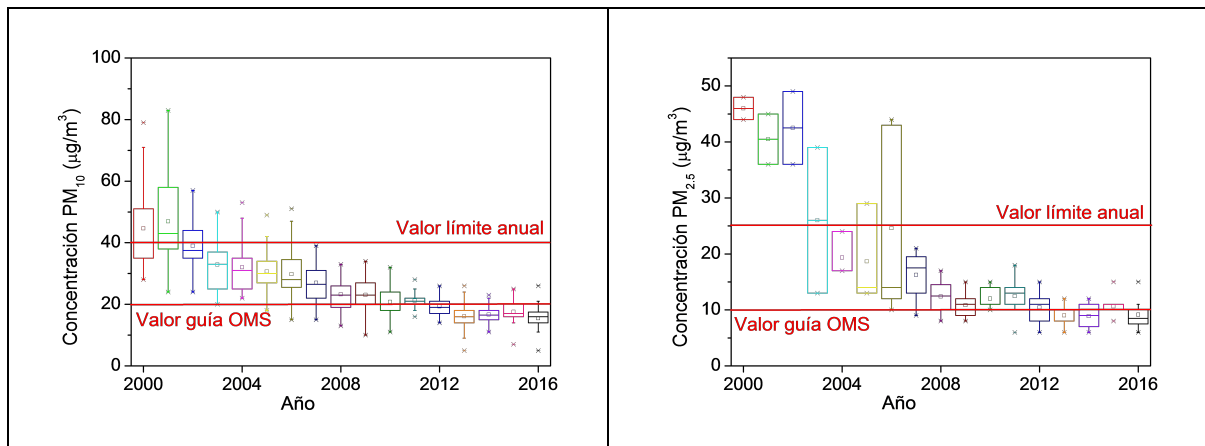 100
80
60
40
20
0
Concentración PM10 (µg/m³)
Valor límite anual
Valor guía OMS
2000 2004 2008 2012 2016
Año
50
40
30
20
10
0
Concentración PM2.5 (µg/m³)
Valor límite anual
Valor guía OMS
2000 2004 2008 2012 2016
Año